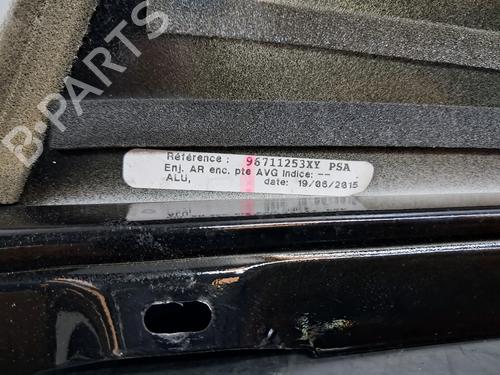 B-PARTS
Référence : 96711253XY PSA
Enj. AR enc. pte AVG Indice: --
ALU, date: 19/06/2015